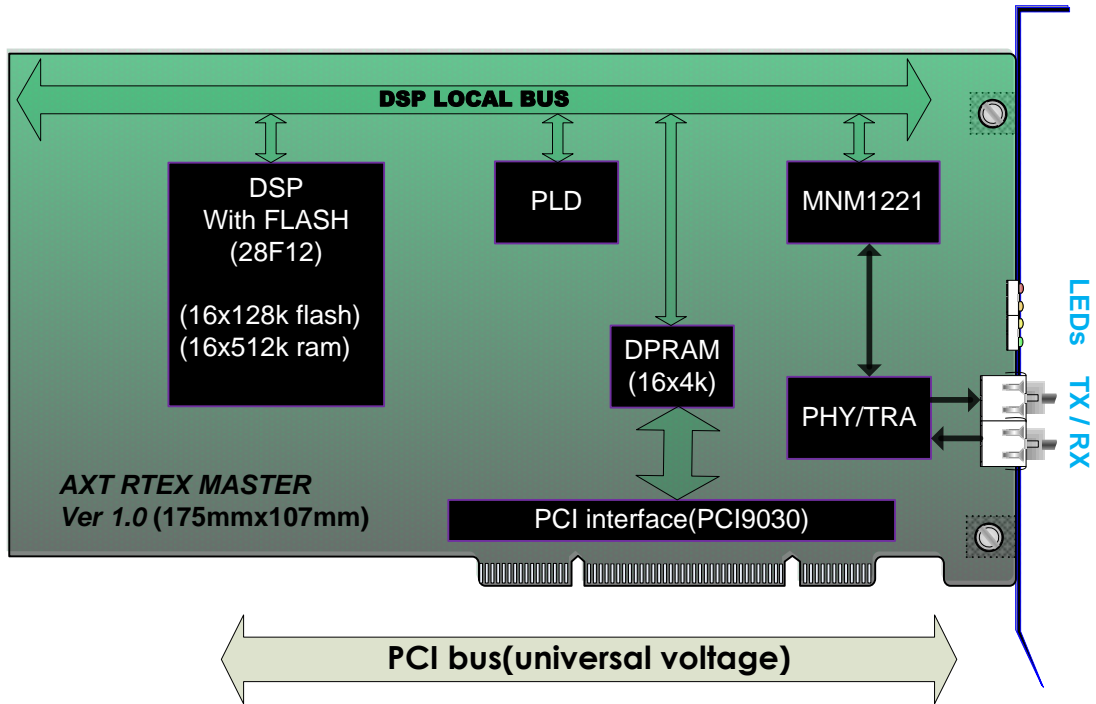 DSP LOCAL BUS
DSP
With FLASH
(28F12)
(16x128k flash)
(16x512k ram)
PLD
MNM1221
DPRAM
(16x4k)
PHY/TRA
LEDs
TX / RX
AXT RTEX MASTER
Ver 1.0 (175mmx107mm)
PCI interface(PCI9030)
PCI bus(universal voltage)